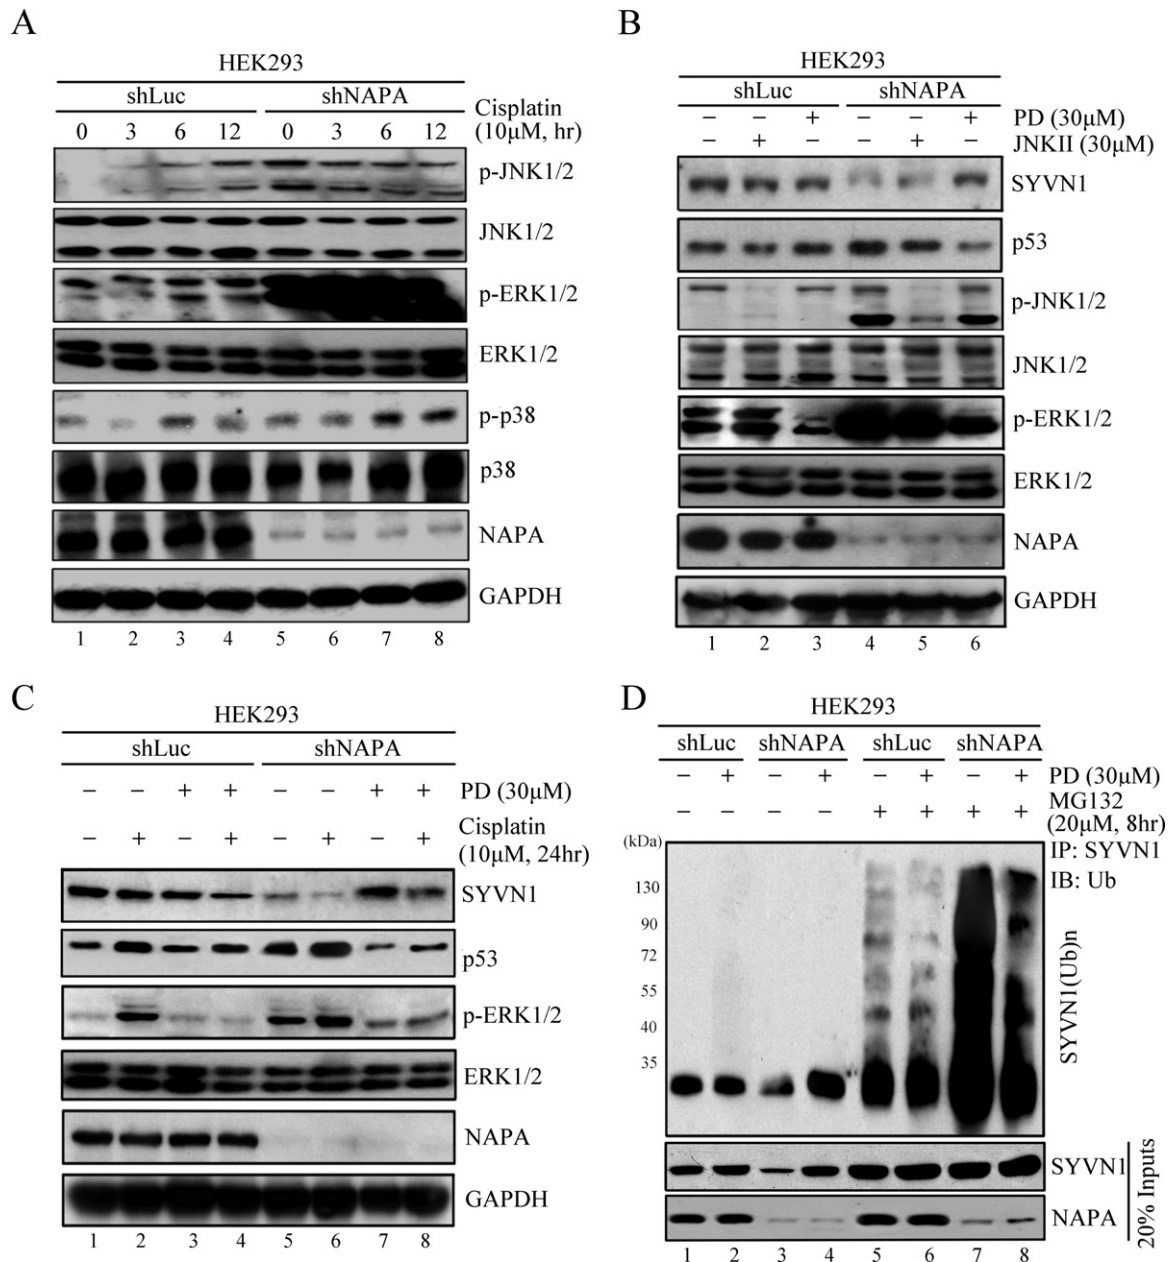 A
HEK293
shLuc shNAPA
0 3 6 12 0 3 6 12
Cisplatin
(10μM, hr)
p-JNK1/2
JNK1/2
p-ERK1/2
ERK1/2
p-p38
p38
NAPA
GAPDH
1 2 3 4 5 6 7 8
B
HEK293
shLuc shNAPA
– – + – – + PD (30μM)
– + – – + – JNKII (30μM)
SYVN1
p53
p-JNK1/2
JNK1/2
p-ERK1/2
ERK1/2
NAPA
GAPDH
1 2 3 4 5 6
C
HEK293
shLuc shNAPA
– – + + – – + + PD (30μM)
– + – + – + – + Cisplatin
(10μM, 24hr)
SYVN1
p53
p-ERK1/2
ERK1/2
NAPA
GAPDH
1 2 3 4 5 6 7 8
D
HEK293
shLuc shNAPA shLuc shNAPA
– + – + – + – + PD (30μM)
– – – – + + + + MG132
(20μM, 8hr)
(kDa)
IP: SYVN1
IB: Ub
130
90
72
55
40
35
SYVN1(Ub)n
SYVN1
NAPA
20% Inputs
1 2 3 4 5 6 7 8